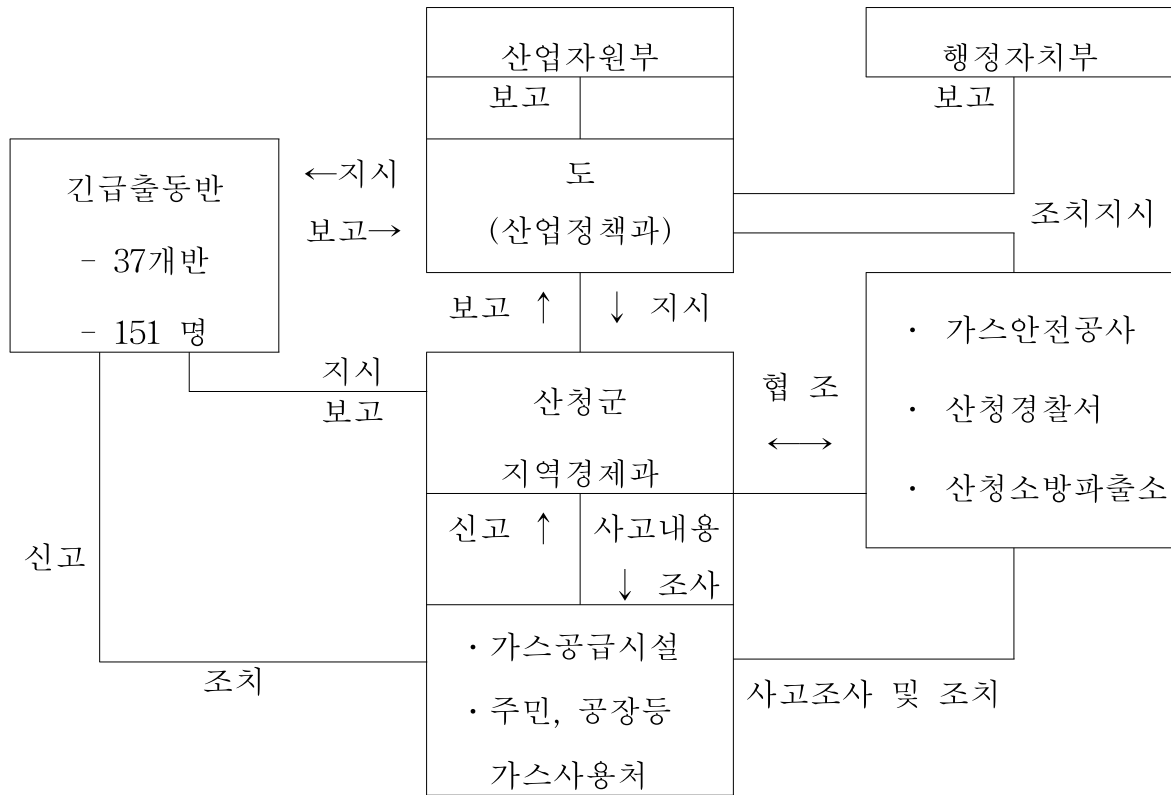 산업자원부
행정자치부
보고
보고
긴급출동반
- 37개반
- 151 명
←지시
보고→
도
(산업정책과)
조치지시
보고 ↑ ↓ 지시
지시
보고
산청군
지역경제과
협 조
←→
· 가스안전공사
· 산청경찰서
· 산청소방파출소
신고
신고 ↑ 사고내용
↓ 조사
· 가스공급시설
· 주민, 공장등
가스사용처
조치
사고조사 및 조치